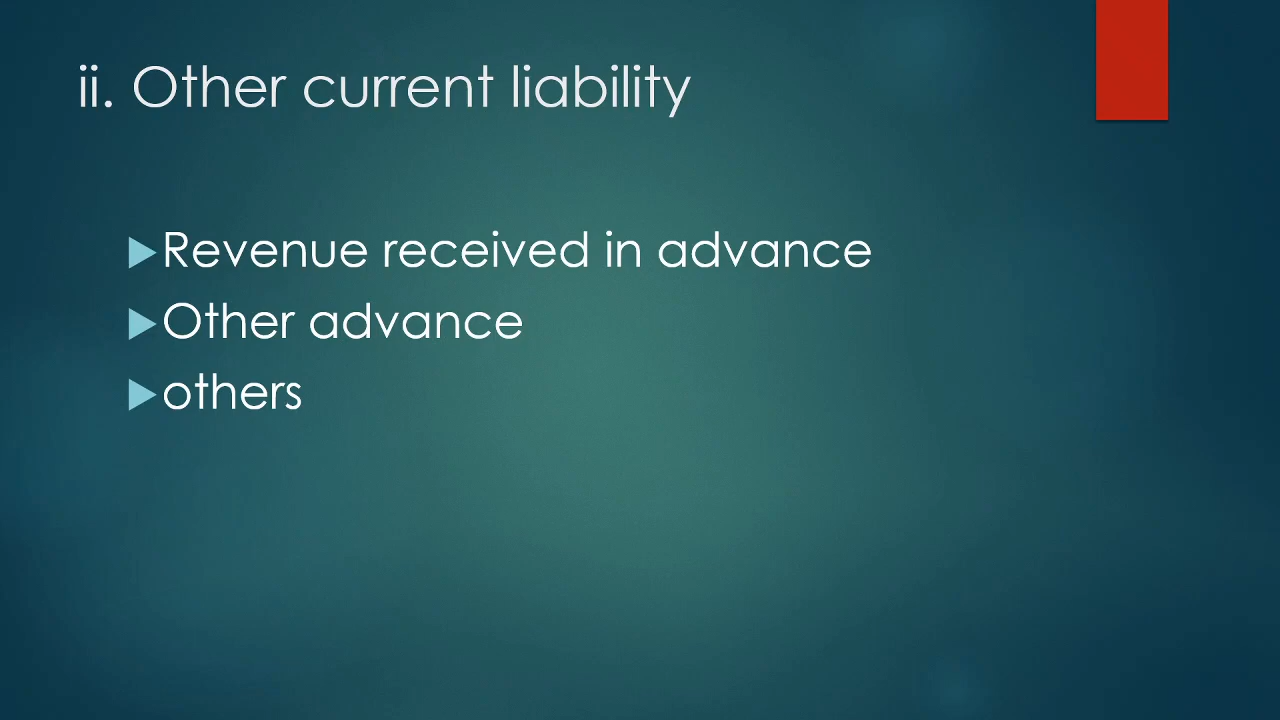 ii. Other current liability
Revenue received in advance
Other advance
others